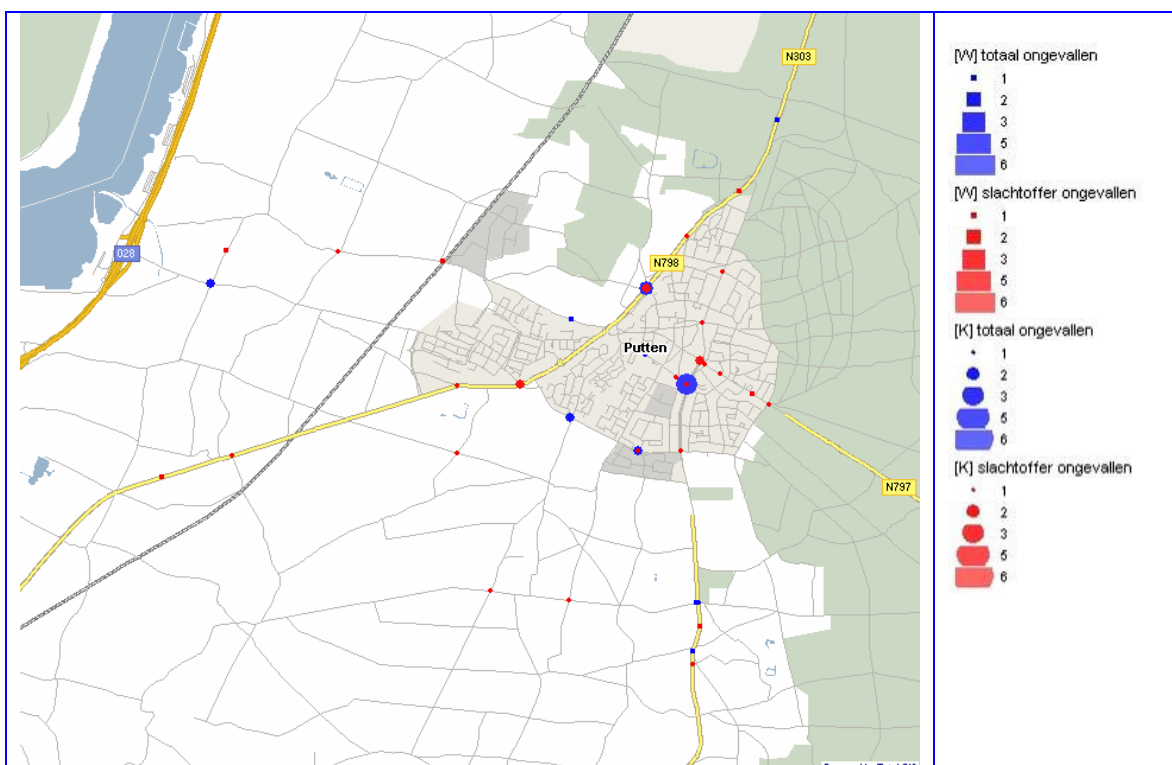 N303
028
N798
Putten
N797
[W] totaal ongevallen
1
2
3
5
6
[W] slachtoffer ongevallen
1
2
3
5
6
[K] totaal ongevallen
1
2
3
5
6
[K] slachtoffer ongevallen
1
2
3
5
6